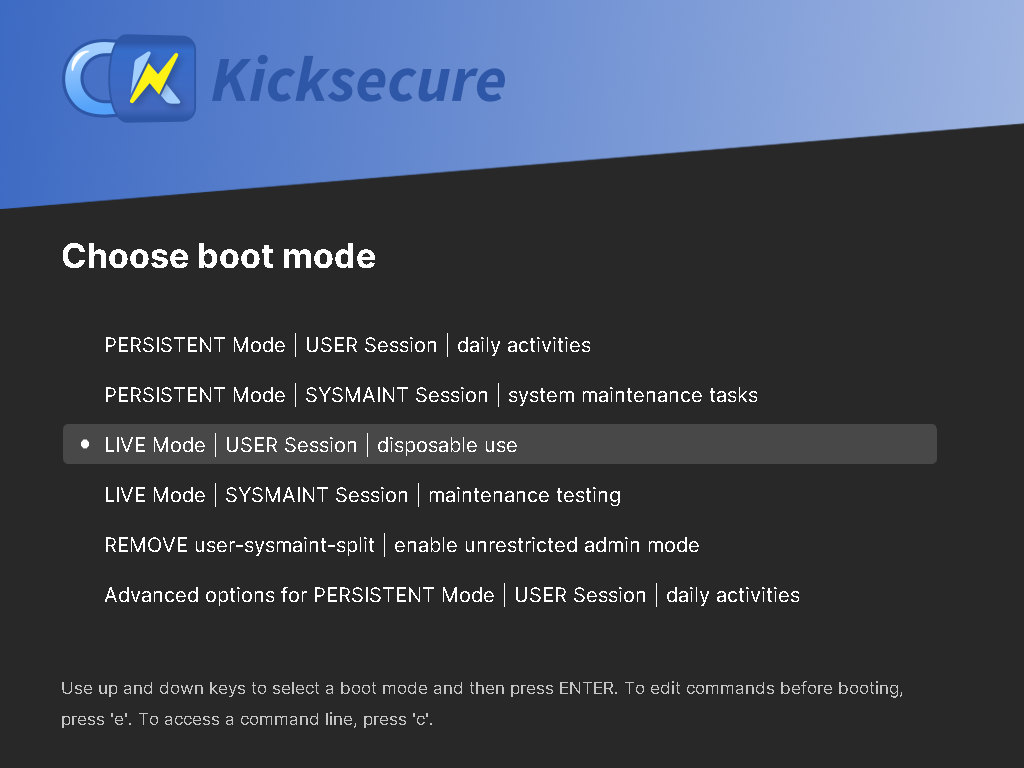 Kicksecure
Choose boot mode
PERSISTENT Mode | USER Session | daily activities
PERSISTENT Mode | SYSMAINT Session | system maintenance tasks
LIVE Mode | USER Session | disposable use
LIVE Mode | SYSMAINT Session | maintenance testing
REMOVE user-sysmaint-split | enable unrestricted admin mode
Advanced options for PERSISTENT Mode | USER Session | daily activities
Use up and down keys to select a boot mode and then press ENTER. To edit commands before booting,
press 'e'. To access a command line, press 'c'.